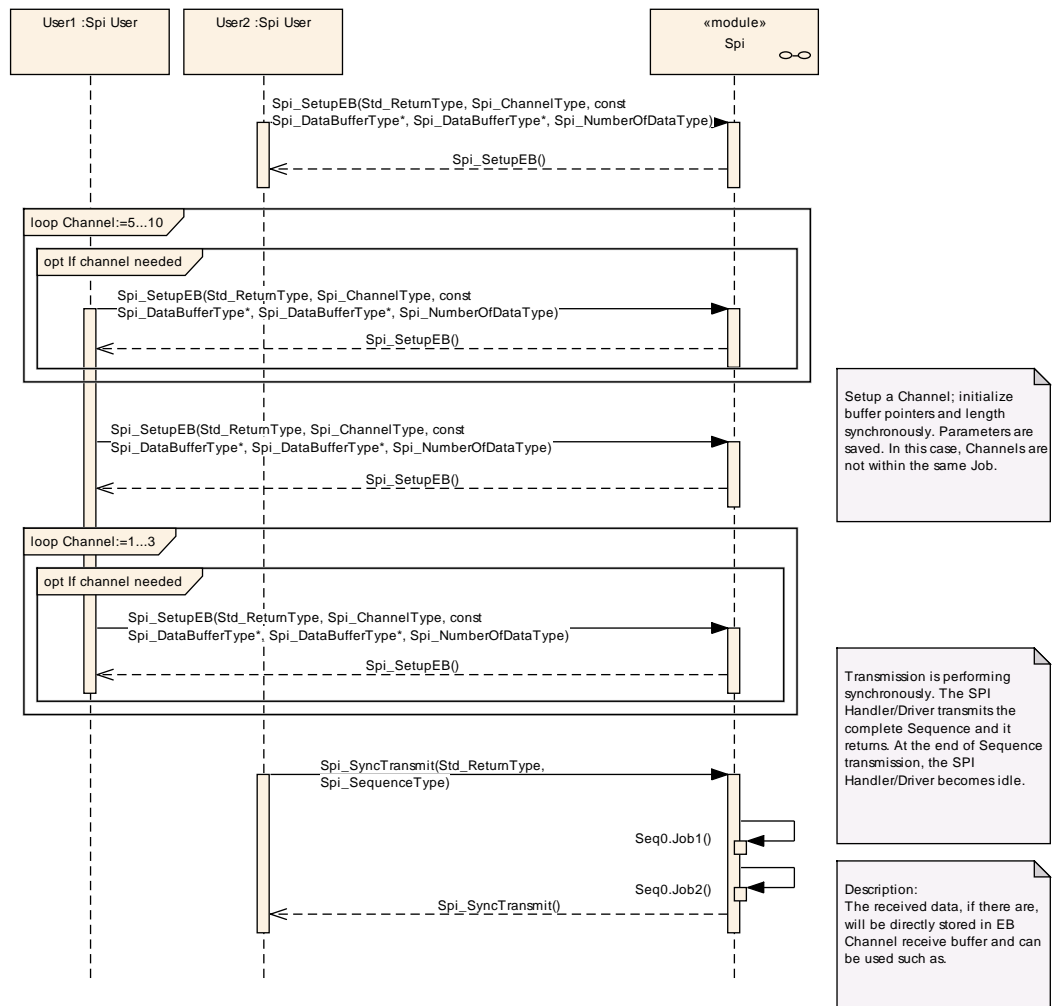 User1 :Spi User
User2 :Spi User
«module»
Spi
Spi_SetupEB(Std_ReturnType, Spi_ChannelType, const
Spi_DataBufferType*, Spi_DataBufferType*, Spi_NumberOfDataType)
Spi_SetupEB()
loop Channel:=5...10
opt If channel needed
Spi_SetupEB(Std_ReturnType, Spi_ChannelType, const
Spi_DataBufferType*, Spi_DataBufferType*, Spi_NumberOfDataType)
Spi_SetupEB()
Setup a Channel; initialize
buffer pointers and length
synchronously. Parameters are
saved. In this case, Channels are
not within the same Job.
Spi_SetupEB(Std_ReturnType, Spi_ChannelType, const
Spi_DataBufferType*, Spi_DataBufferType*, Spi_NumberOfDataType)
Spi_SetupEB()
loop Channel:=1...3
opt If channel needed
Spi_SetupEB(Std_ReturnType, Spi_ChannelType, const
Spi_DataBufferType*, Spi_DataBufferType*, Spi_NumberOfDataType)
Spi_SetupEB()
Transmission is performing
synchronously. The SPI
Handler/Driver transmits the
complete Sequence and it
returns. At the end of Sequence
transmission, the SPI
Handler/Driver becomes idle.
Spi_SyncTransmit(Std_ReturnType,
Spi_SequenceType)
Seq0.Job1()
Seq0.Job2()
Spi_SyncTransmit()
Description:
The received data, if there are,
will be directly stored in EB
Channel receive buffer and can
be used such as.